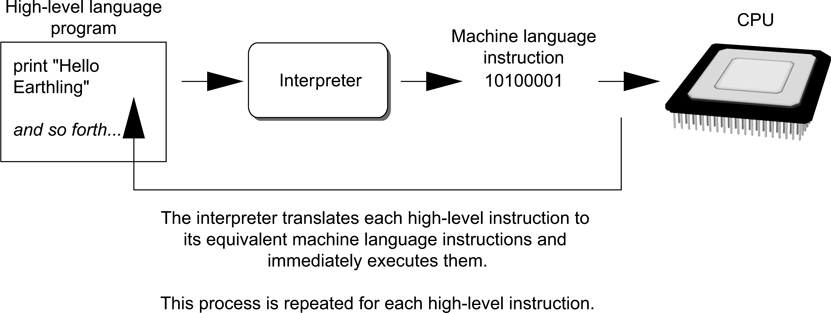 High-level language
program
print "Hello
Earthling"
and so forth...
Interpreter
Machine language
instruction
10100001
CPU
The interpreter translates each high-level instruction to
its equivalent machine language instructions and
immediately executes them.
This process is repeated for each high-level instruction.